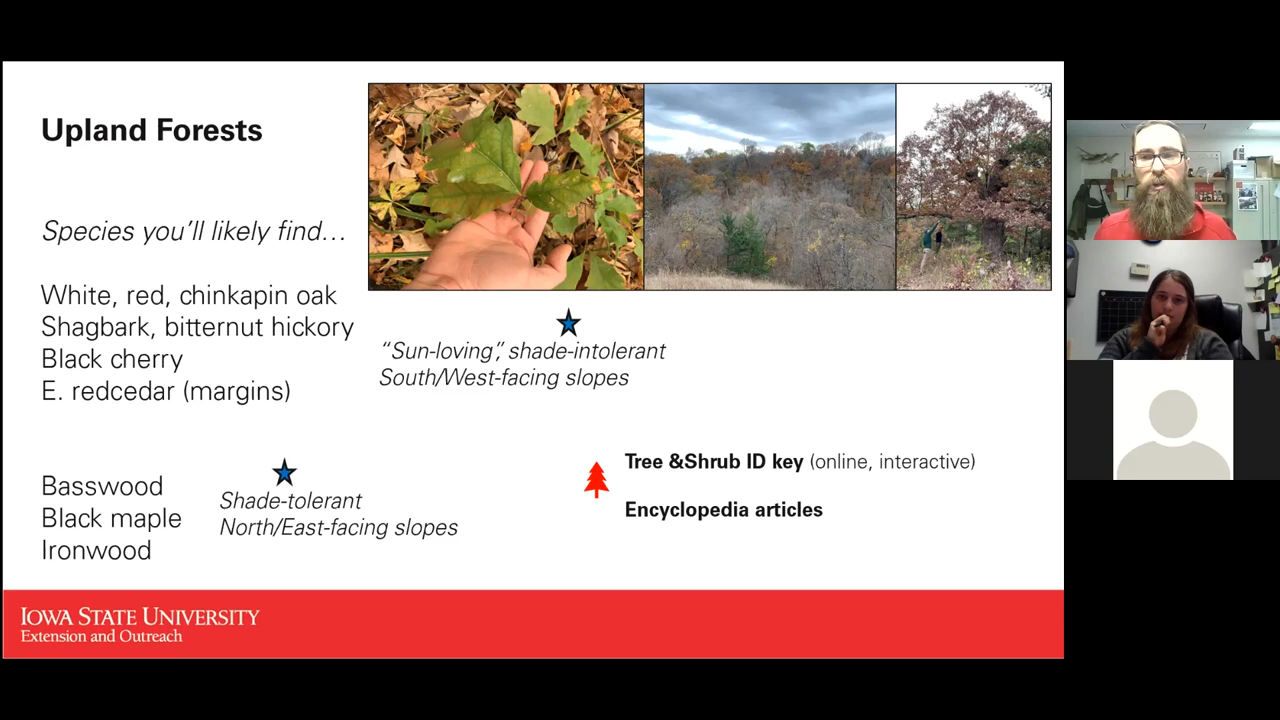 Upland Forests
Species you'll likely find…
White, red, chinkapin oak
Shagbark, bitternut hickory
Black cherry
E. redcedar (margins)
“Sun-loving”, shade-intolerant
South/West-facing slopes
Basswood
Black maple
Ironwood
Shade-tolerant
North/East-facing slopes
Tree &Shrub ID key (online, interactive)
Encyclopedia articles
IOWA STATE UNIVERSITY
Extension and Outreach